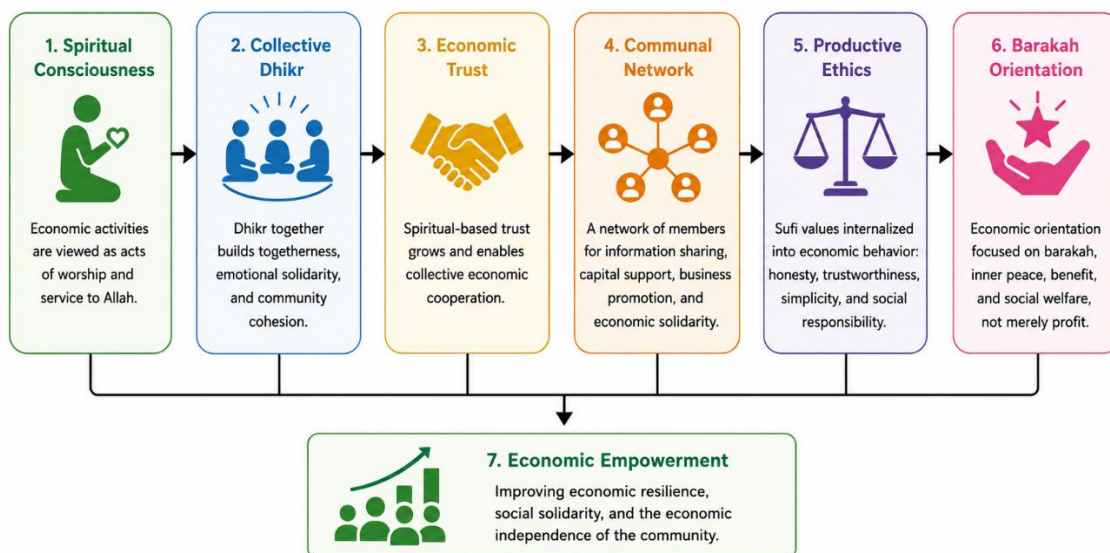 1. Spiritual
Consciousness
Economic activities
are viewed as acts
of worship and
service to Allah.
2. Collective
Dhikr
Dhikr together
builds togetherness,
emotional solidarity,
and community
cohesion.
3. Economic
Trust
Spiritual-based trust
grows and enables
collective economic
cooperation.
4. Communal
Network
A network of members
for information sharing,
capital support, business
promotion, and
economic solidarity.
5. Productive
Ethics
Sufi values internalized
into economic behavior:
honesty, trustworthiness,
simplicity, and social
responsibility.
6. Barakah
Orientation
Economic orientation
focused on barakah,
inner peace, benefit,
and social welfare,
not merely profit.
7. Economic Empowerment
Improving economic resilience,
social solidarity, and the economic
independence of the community.